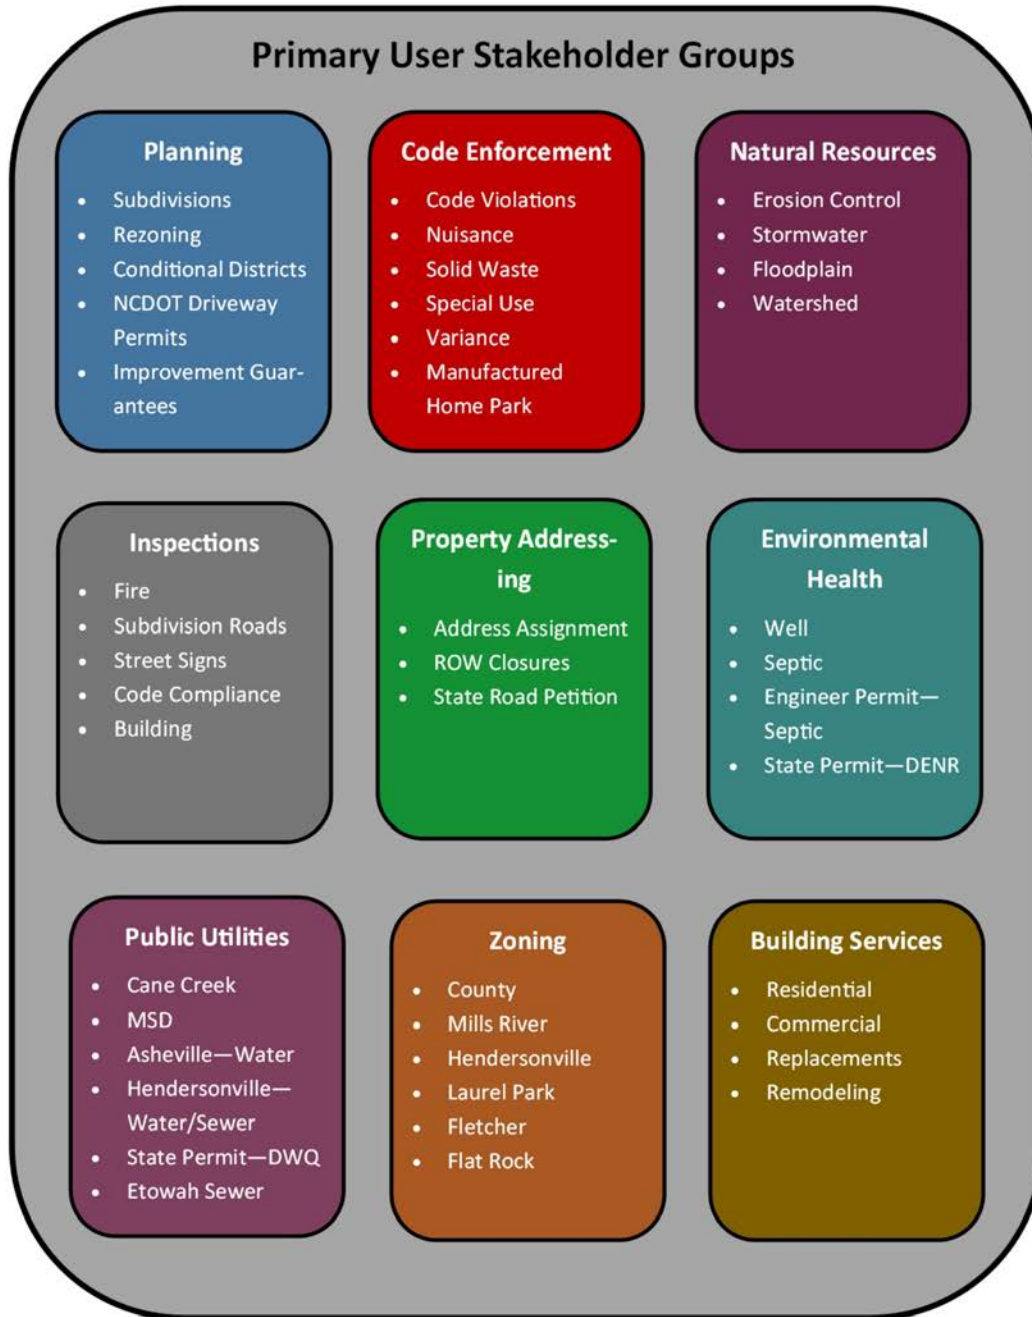 Primary User Stakeholder Groups
Planning
• Subdivisions
• Rezoning
• Conditional Districts
• NCDOT Driveway
Permits
• Improvement Guar-
antees
Code Enforcement
• Code Violations
• Nuisance
• Solid Waste
• Special Use
• Variance
• Manufactured
Home Park
Natural Resources
• Erosion Control
• Stormwater
• Floodplain
• Watershed
Inspections
• Fire
• Subdivision Roads
• Street Signs
• Code Compliance
• Building
Property Address-
ing
• Address Assignment
• ROW Closures
• State Road Petition
Environmental
Health
• Well
• Septic
• Engineer Permit—
Septic
• State Permit—DENR
Public Utilities
• Cane Creek
• MSD
• Asheville—Water
• Hendersonville—
Water/Sewer
• State Permit—DWQ
• Etowah Sewer
Zoning
• County
• Mills River
• Hendersonville
• Laurel Park
• Fletcher
• Flat Rock
Building Services
• Residential
• Commercial
• Replacements
• Remodeling